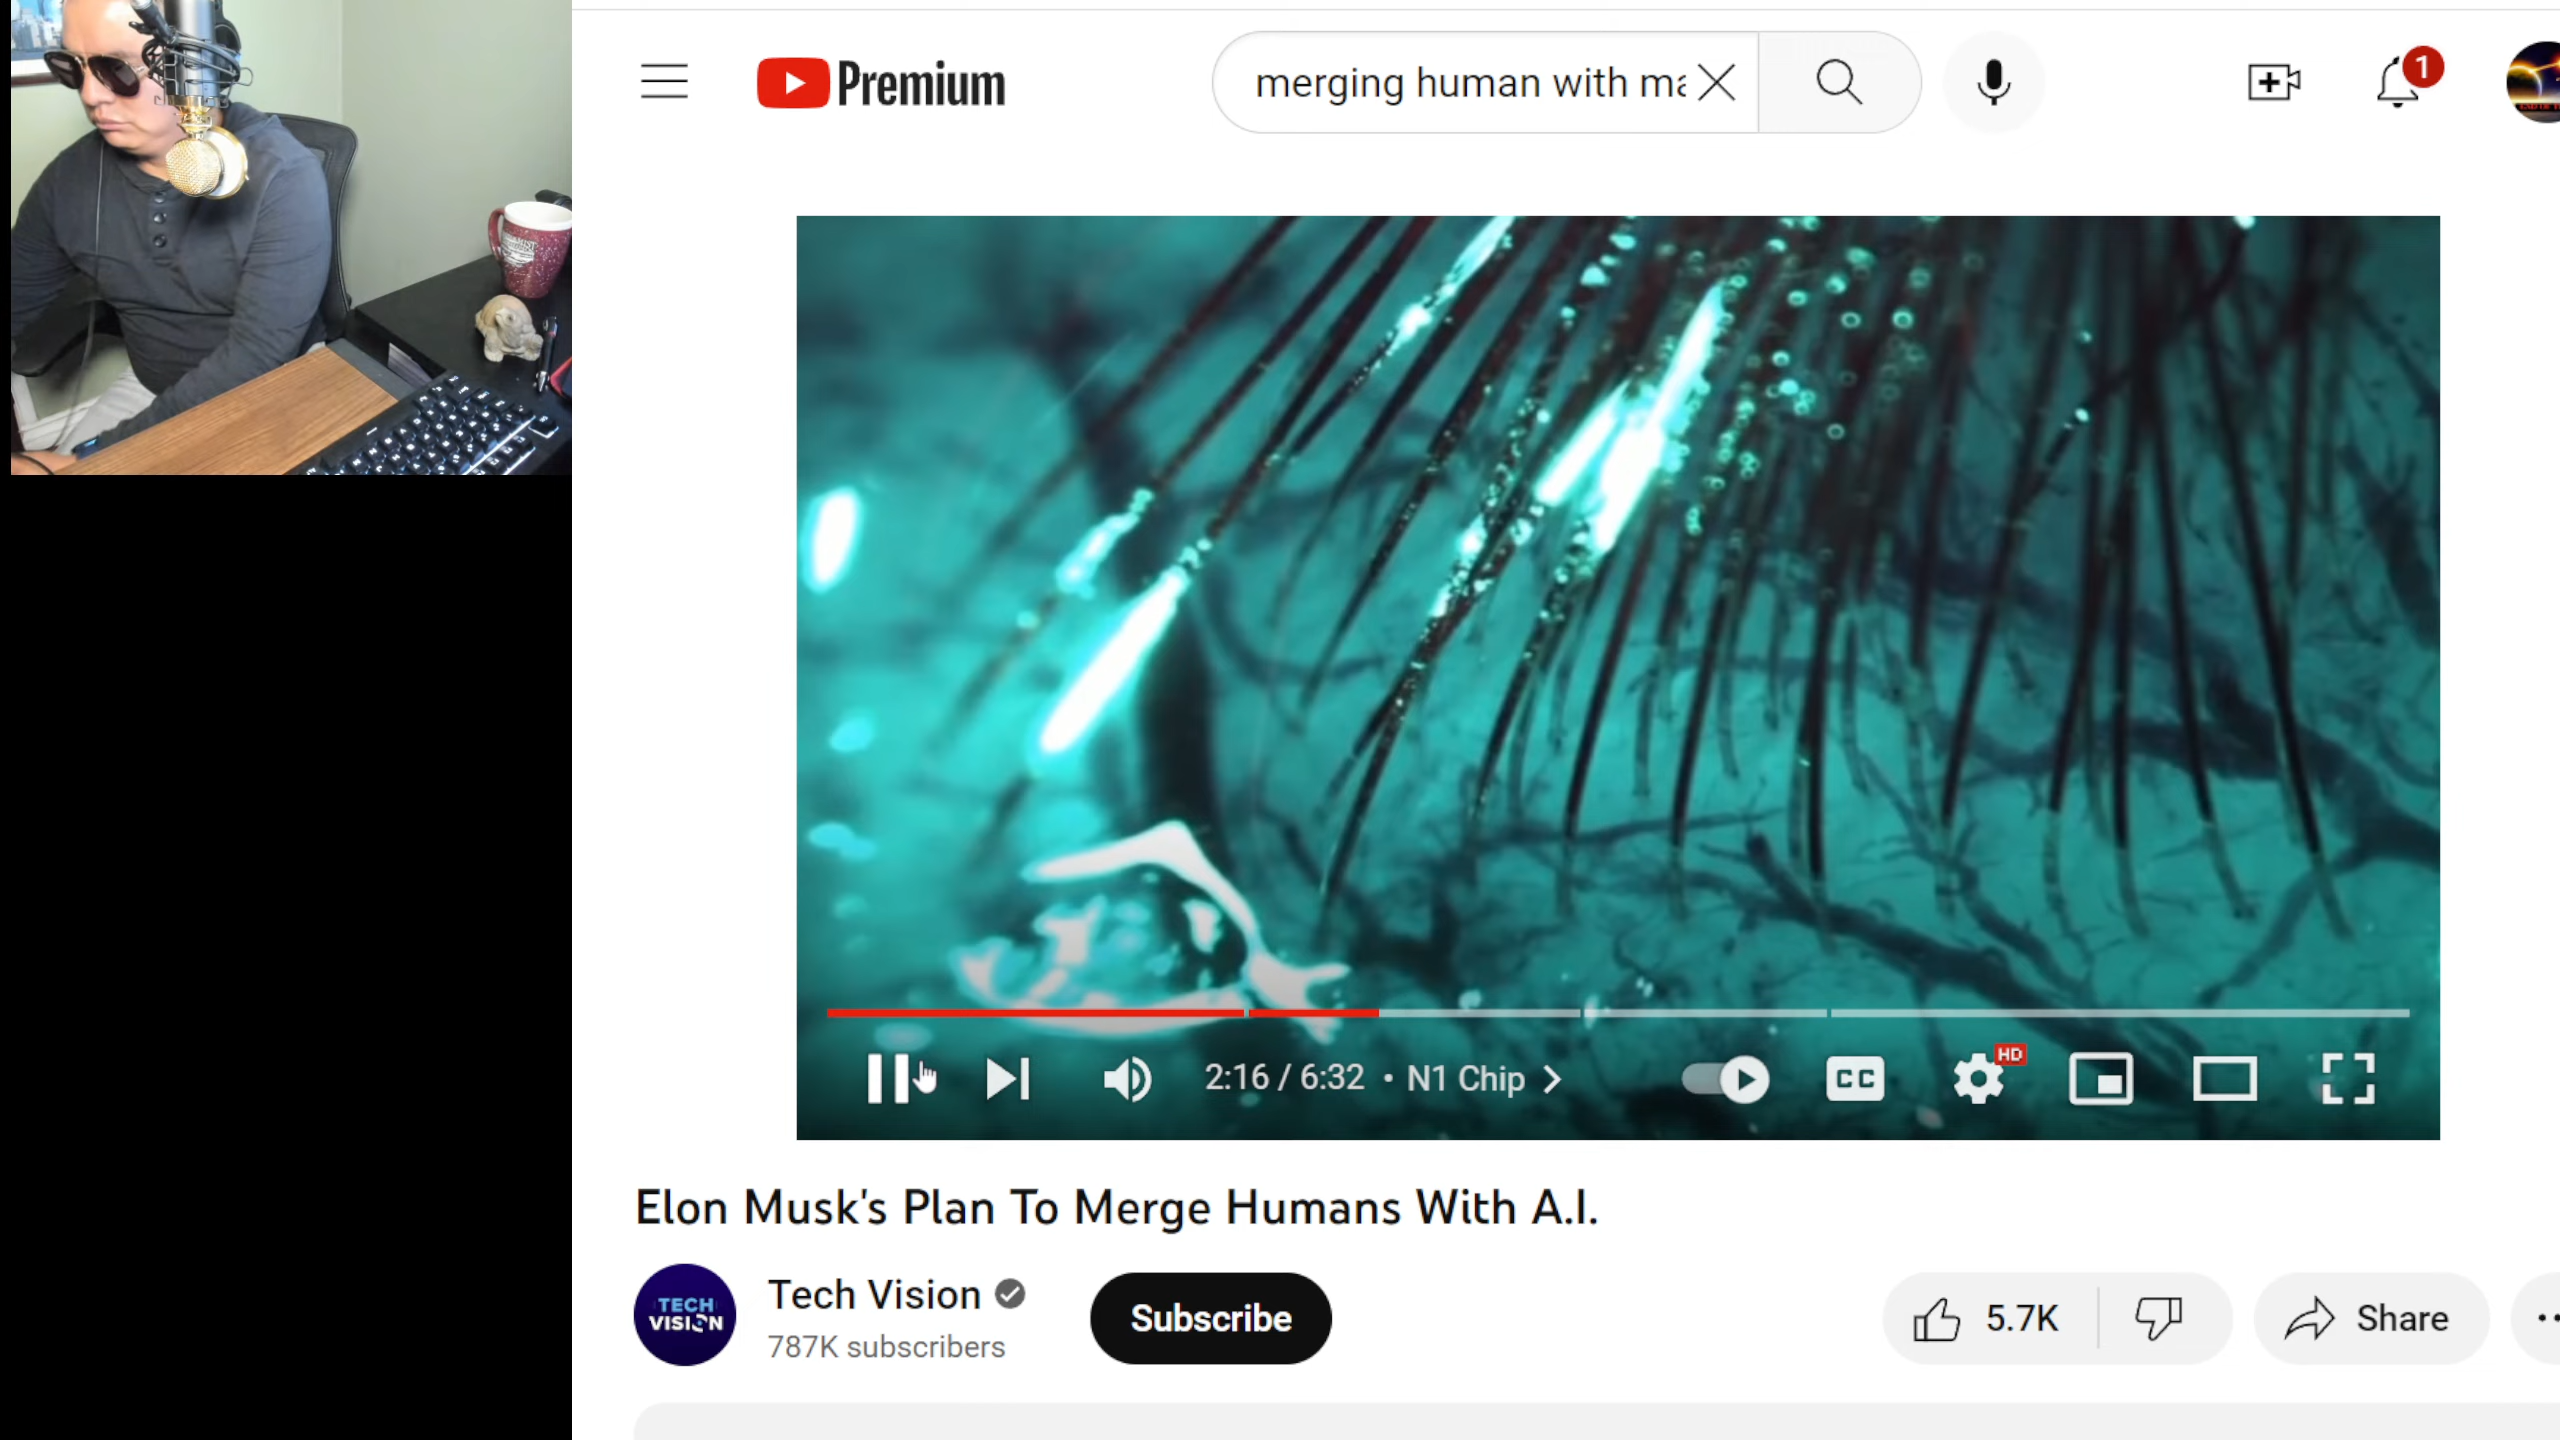 Premium
merging human with ma
1
2:16 / 6:32 • N1 Chip
CC
HD
Elon Musk's Plan To Merge Humans With A.I.
TECH
VISION
Tech Vision
787K subscribers
Subscribe
5.7K
Share